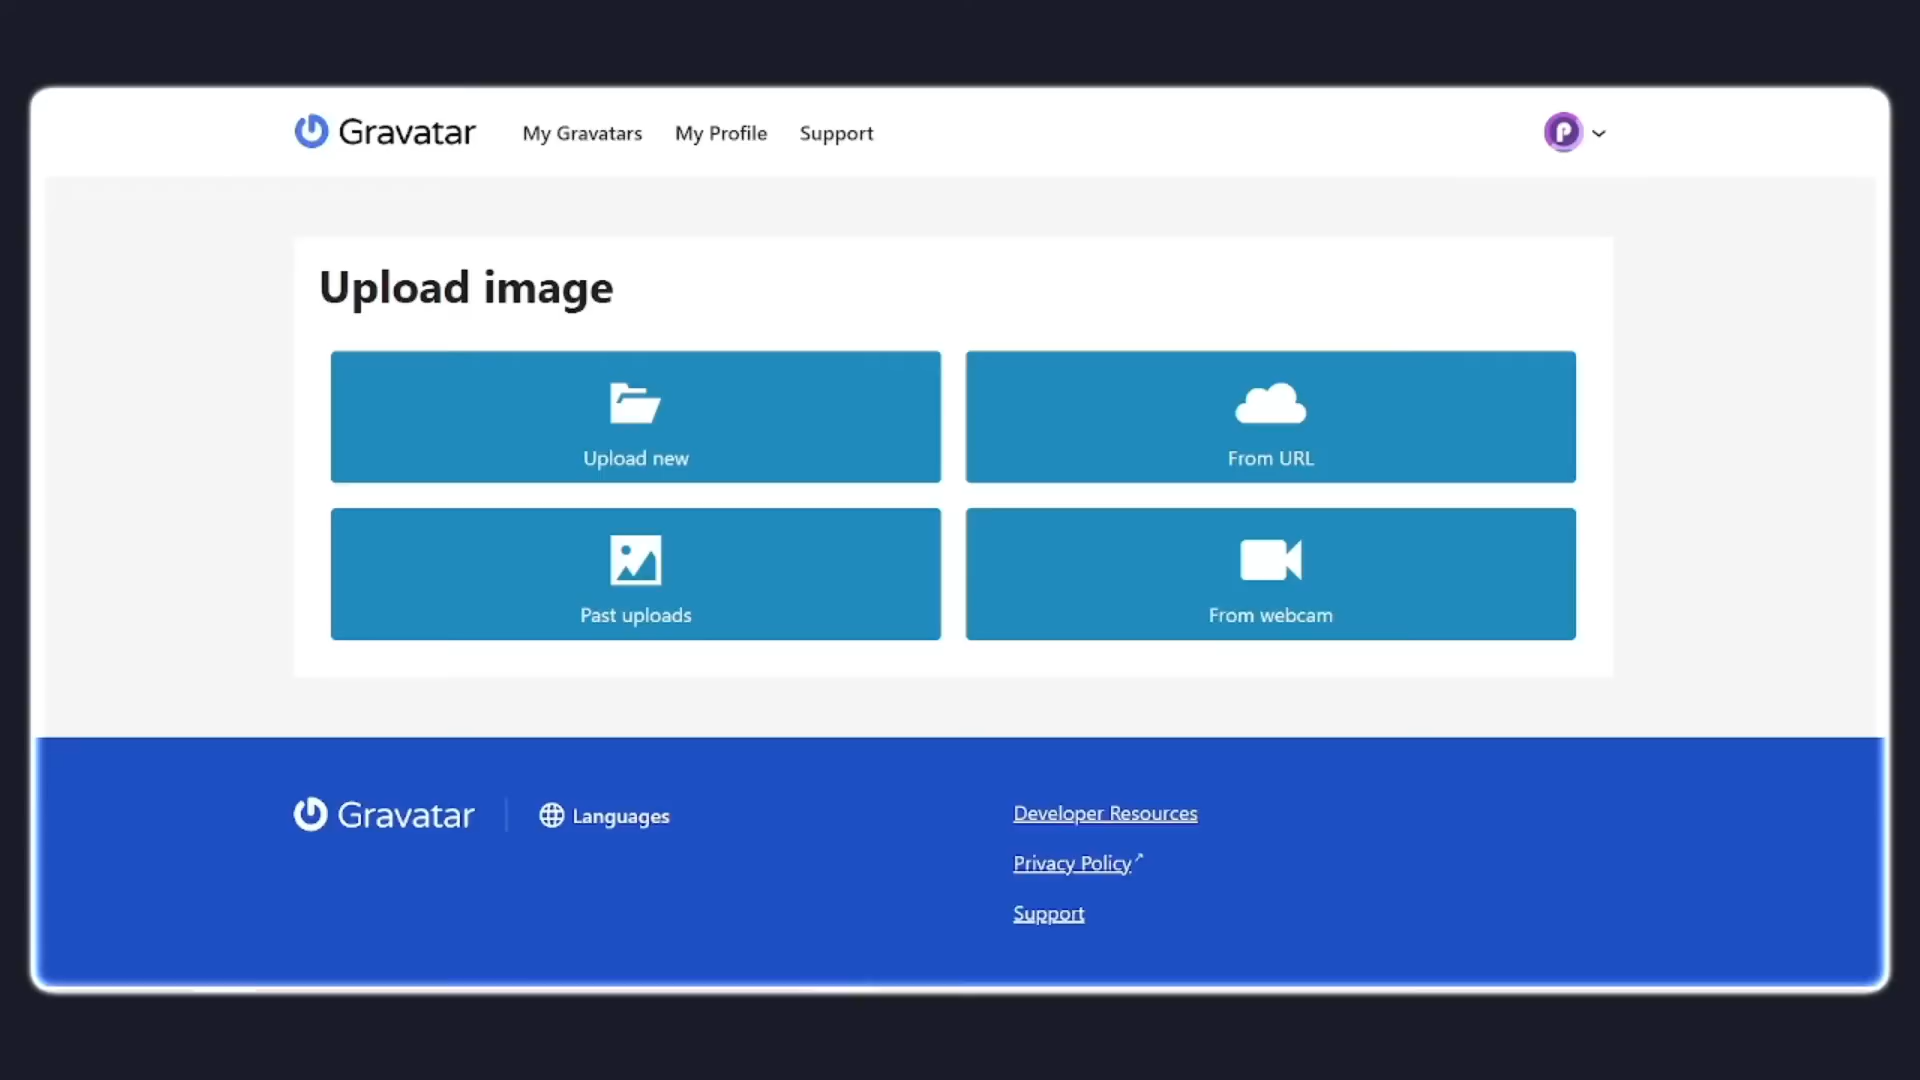 Gravatar My Gravatars My Profile Support P
Upload image
Upload new From URL
Past uploads From webcam
Gravatar Languages Developer Resources
Privacy Policy
Support